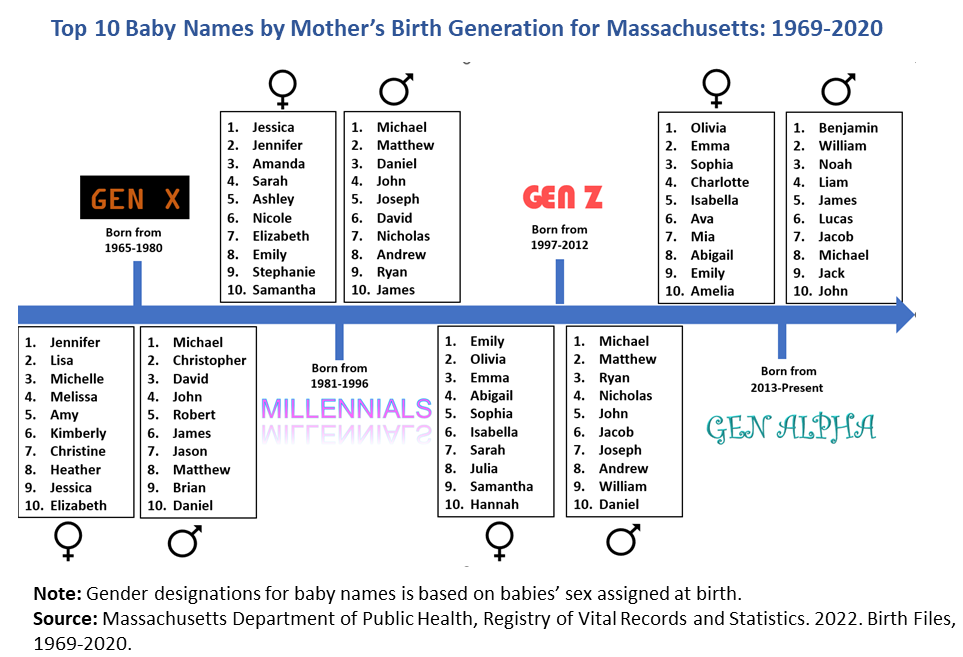 Top 10 Baby Names by Mother’s Birth Generation for Massachusetts: 1969-2020
GEN X
Born from
1965-1980
1. Jennifer
2. Lisa
3. Michelle
4. Melissa
5. Amy
6. Kimberly
7. Christine
8. Heather
9. Jessica
10. Elizabeth
1. Michael
2. Christopher
3. David
4. John
5. Robert
6. James
7. Jason
8. Matthew
9. Brian
10. Daniel
1. Jessica
2. Jennifer
3. Amanda
4. Sarah
5. Ashley
6. Nicole
7. Elizabeth
8. Emily
9. Stephanie
10. Samantha
1. Michael
2. Matthew
3. Daniel
4. John
5. Joseph
6. David
7. Nicholas
8. Andrew
9. Ryan
10. James
Born from
1981-1996
MILLENNIALS
GEN Z
Born from
1997-2012
1. Emily
2. Olivia
3. Emma
4. Abigail
5. Sophia
6. Isabella
7. Sarah
8. Julia
9. Samantha
10. Hannah
1. Michael
2. Matthew
3. Ryan
4. Nicholas
5. John
6. Jacob
7. Joseph
8. Andrew
9. William
10. Daniel
1. Olivia
2. Emma
3. Sophia
4. Charlotte
5. Isabella
6. Ava
7. Mia
8. Abigail
9. Emily
10. Amelia
1. Benjamin
2. William
3. Noah
4. Liam
5. James
6. Lucas
7. Jacob
8. Michael
9. Jack
10. John
Born from
2013-Present
GEN ALPHA
Note: Gender designations for baby names is based on babies’ sex assigned at birth.
Source: Massachusetts Department of Public Health, Registry of Vital Records and Statistics. 2022. Birth Files,
1969-2020.